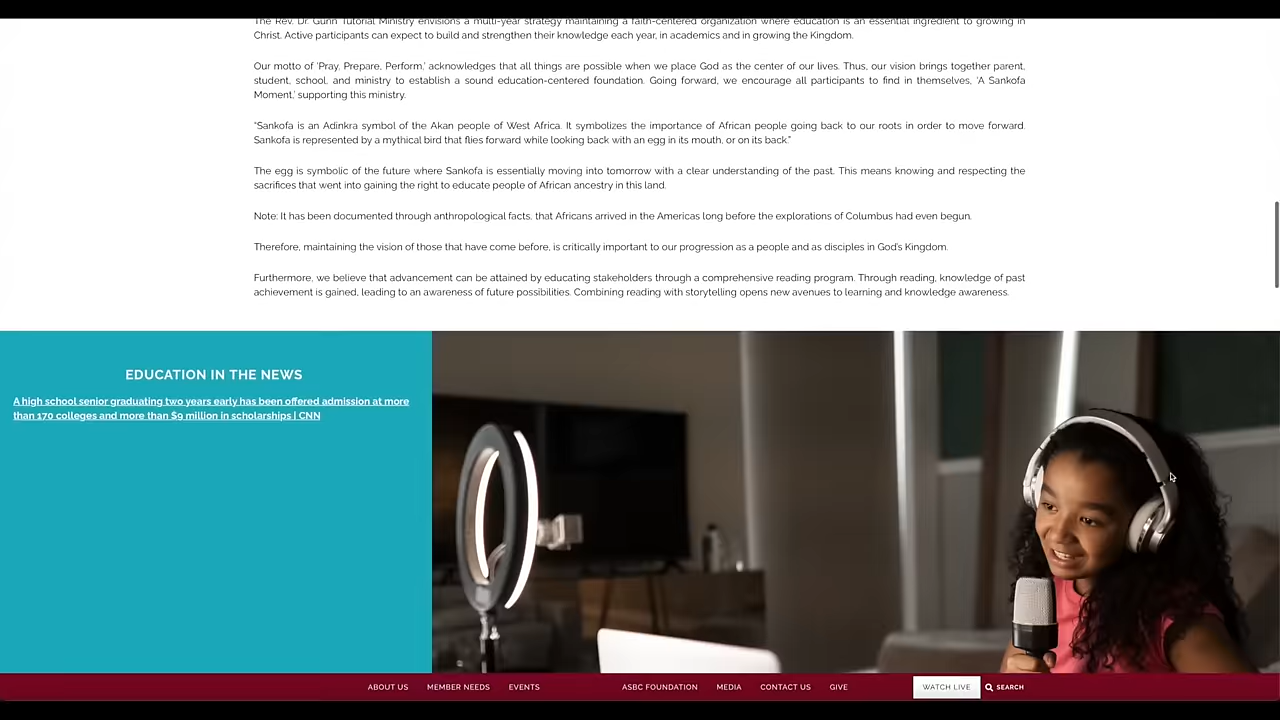 The Rev. Dr. Gunn Tutorial Ministry envisions a multi-year strategy maintaining a faith-centered organization where education is an essential ingredient to growing in
Christ. Active participants can expect to build and strengthen their knowledge each year, in academics and in growing the Kingdom.
Our motto of 'Pray, Prepare, Perform,' acknowledges that all things are possible when we place God as the center of our lives. Thus, our vision brings together parent,
student, school, and ministry to establish a sound education-centered foundation. Going forward, we encourage all participants to find in themselves, 'A Sankofa
Moment,' supporting this ministry.
“Sankofa is an Adinkra symbol of the Akan people of West Africa. It symbolizes the importance of African people going back to our roots in order to move forward.
Sankofa is represented by a mythical bird that flies forward while looking back with an egg in its mouth, or on its back.”
The egg is symbolic of the future where Sankofa is essentially moving into tomorrow with a clear understanding of the past. This means knowing and respecting the
sacrifices that went into gaining the right to educate people of African ancestry in this land.
Note: It has been documented through anthropological facts, that Africans arrived in the Americas long before the explorations of Columbus had even begun.
Therefore, maintaining the vision of those that have come before, is critically important to our progression as a people and as disciples in God's Kingdom.
Furthermore, we believe that advancement can be attained by educating stakeholders through a comprehensive reading program. Through reading, knowledge of past
achievement is gained, leading to an awareness of future possibilities. Combining reading with storytelling opens new avenues to learning and knowledge awareness.
EDUCATION IN THE NEWS
A high school senior graduating two years early has been offered admission at more
than 170 colleges and more than $9 million in scholarships | CNN
ABOUT US MEMBER NEEDS EVENTS ASBC FOUNDATION MEDIA CONTACT US GIVE WATCH LIVE SEARCH